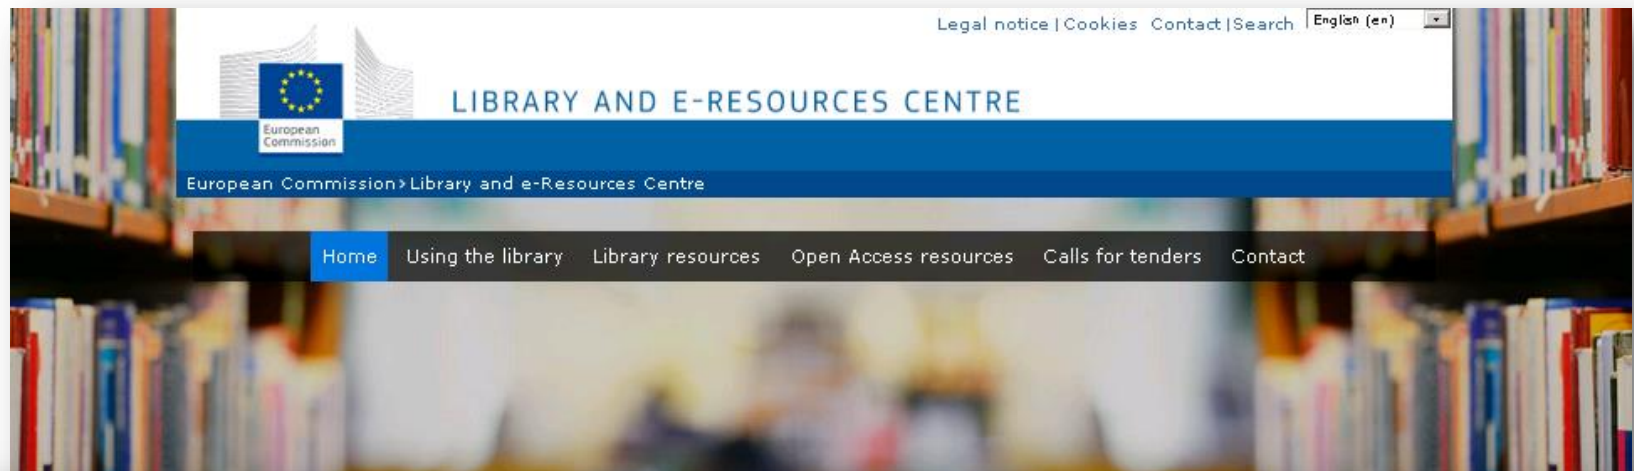 Legal notice | Cookies Contact | Search English (en)
LIBRARY AND E-RESOURCES CENTRE
European
Commission
European Commission>Library and e-Resources Centre
Home Using the library Library resources Open Access resources Calls for tenders Contact